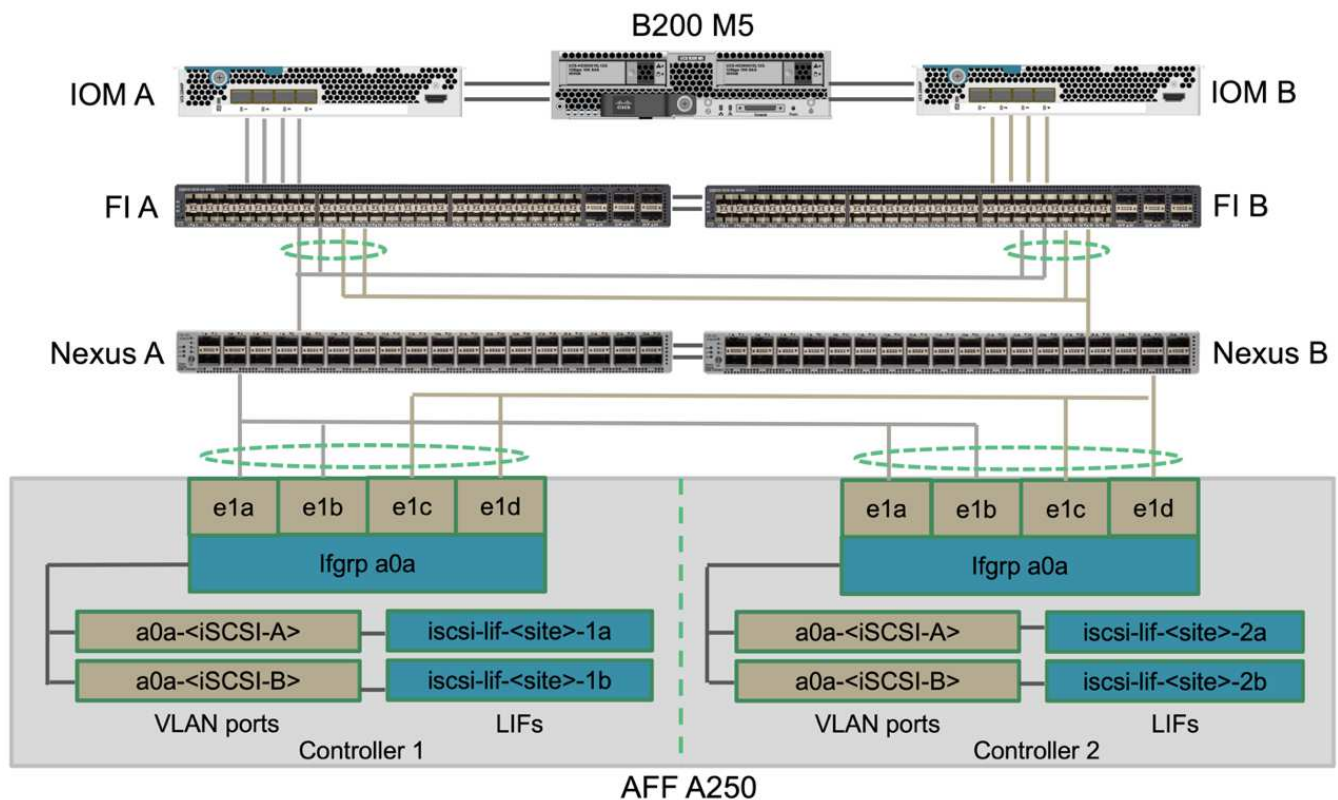 B200 M5
IOM A
IOM B
FI A
FI B
Nexus A
Nexus B
e1a
e1b
e1c
e1d
e1a
e1b
e1c
e1d
Ifgrp a0a
Ifgrp a0a
a0a-<iSCSI-A>
iscsi-lif-<site>-1a
a0a-<iSCSI-A>
iscsi-lif-<site>-2a
a0a-<iSCSI-B>
iscsi-lif-<site>-1b
a0a-<iSCSI-B>
iscsi-lif-<site>-2b
VLAN ports
LIFs
VLAN ports
LIFs
Controller 1
Controller 2
AFF A250